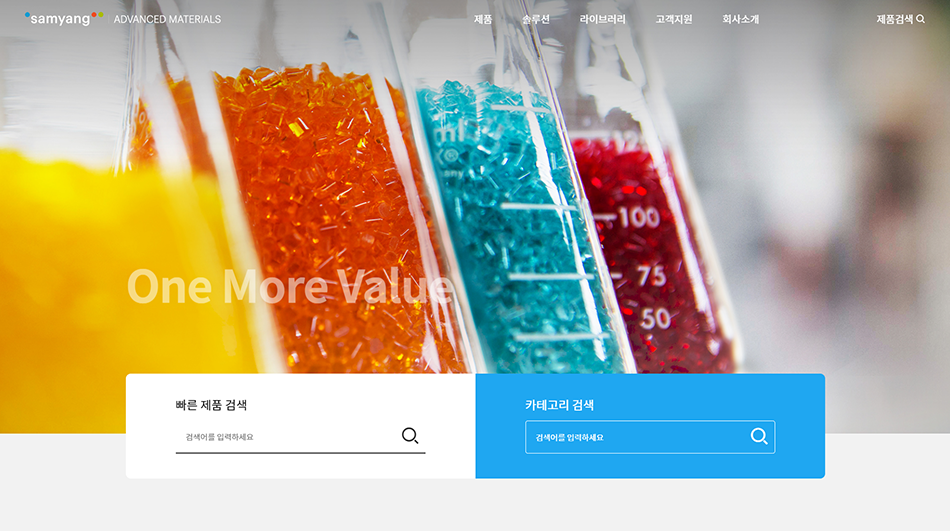 samyang ADVANCED MATERIALS
제품 솔루션 라이브러리 고객지원 회사소개
제품검색
ml
100
75
50
One More Value
빠른 제품 검색
카테고리 검색
검색어를 입력하세요
검색어를 입력하세요